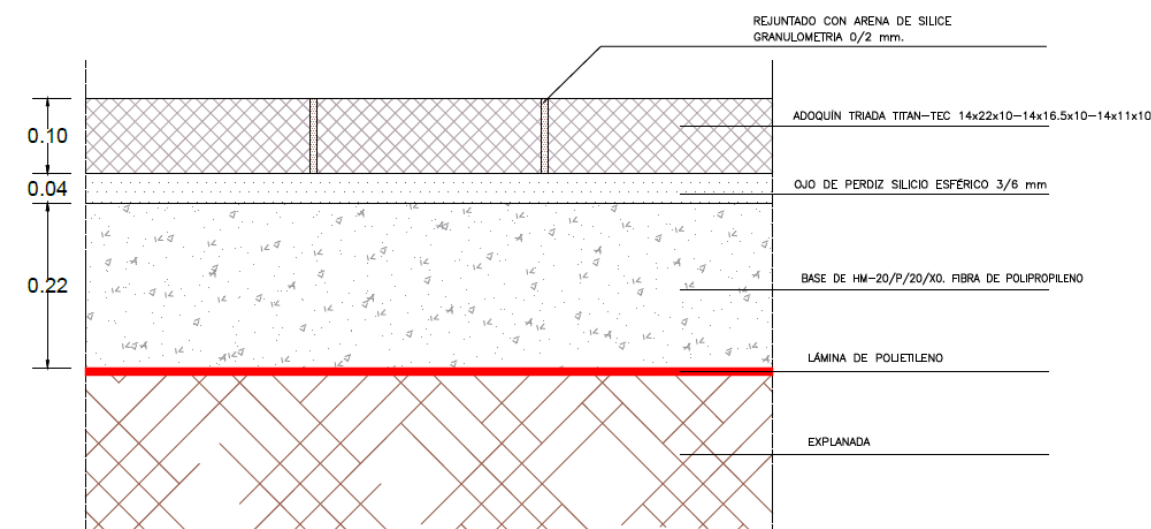 REJUNTADO CON ARENA DE SILICE
GRANULOMETRIA 0/2 mm.
0.10
ADOQUÍN TRIADA TITAN-TEC 14x22x10-14x16.5x10-14x11x10
0.04
OJO DE PERDIZ SILICIO ESFÉRICO 3/6 mm
0.22
BASE DE HM-20/P/20/X0. FIBRA DE POLIPROPILENO
LÁMINA DE POLIETILENO
EXPLANADA